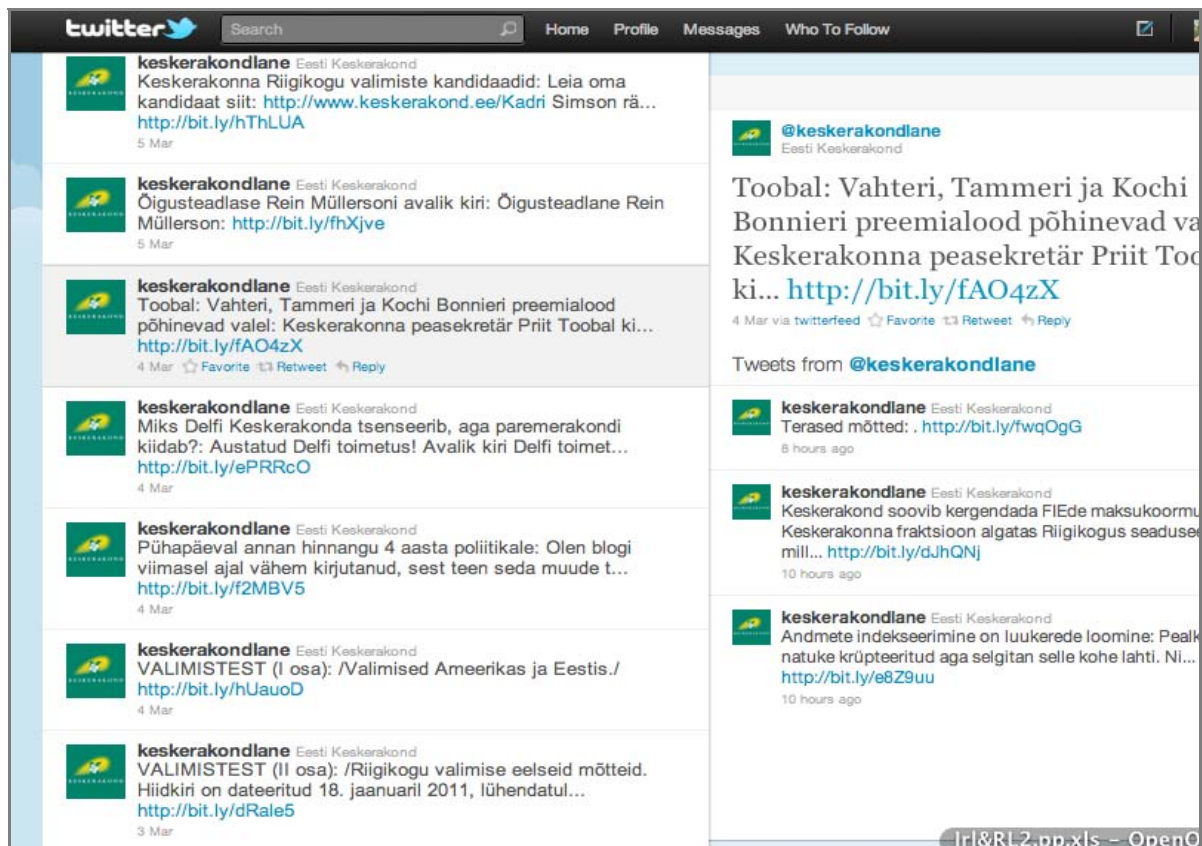 twitter Search Home Profile Messages Who To Follow
keskerakondlane Eesti Keskerakond
Keskerakonna Riigikogu valimiste kandidaadid: Leia oma
kandidaat siit: http://www.keskerakond.ee/Kadri Simson rä...
http://bit.ly/hThLUA
5 Mar
keskerakondlane Eesti Keskerakond
Õigusteadlase Rein Müllersoni avalik kiri: Õigusteadlane Rein
Müllerson: http://bit.ly/fhXjve
5 Mar
keskerakondlane Eesti Keskerakond
Toobal: Vahteri, Tammeri ja Kochi Bonnieri preemialood
põhinevad valel: Keskerakonna peasekretär Priit Toobal ki...
http://bit.ly/fAO4zX
4 Mar Favorite Retweet Reply
keskerakondlane Eesti Keskerakond
Miks Delfi Keskerakonda tsenseerib, aga paremerakondi
kiidab?: Austatud Delfi toimetus! Avalik kiri Delfi toimet...
http://bit.ly/ePRRcO
4 Mar
keskerakondlane Eesti Keskerakond
Pühapäeval annan hinnangu 4 aasta poliitikale: Olen blogi
viimasel ajal vähem kirjutanud, sest teen seda muude t...
http://bit.ly/f2MBV5
4 Mar
keskerakondlane Eesti Keskerakond
VALIMISTEST (I osa): /Valimised Ameerikas ja Eestis./
http://bit.ly/hUauoD
4 Mar
keskerakondlane Eesti Keskerakond
VALIMISTEST (II osa): /Riigikogu valimise eelseid mõtteid.
Hiidkiri on dateeritud 18. jaanuaril 2011, lühendatul...
http://bit.ly/dRale5
3 Mar
@keskerakondlane
Eesti Keskerakond
Toobal: Vahteri, Tammeri ja Kochi
Bonnieri preemialood põhinevad va
Keskerakonna peasekretär Priit Too
ki... http://bit.ly/fAO4zX
4 Mar via twitterfeed Favorite Retweet Reply
Tweets from @keskerakondlane
keskerakondlane Eesti Keskerakond
Terased mõtted: . http://bit.ly/fwqOgG
8 hours ago
keskerakondlane Eesti Keskerakond
Keskerakond soovib kergendada FIEde maksukoormu
Keskerakonna fraktsioon algatas Riigikogus seaduse
mill... http://bit.ly/dJhQNj
10 hours ago
keskerakondlane Eesti Keskerakond
Andmete indekseerimine on luukerede loomine: Pealk
natuke krüpteeritud aga selgitan selle kohe lahti. Ni...
http://bit.ly/e8Z9uu
10 hours ago
Irl&RL2.pp.xls – OpenO